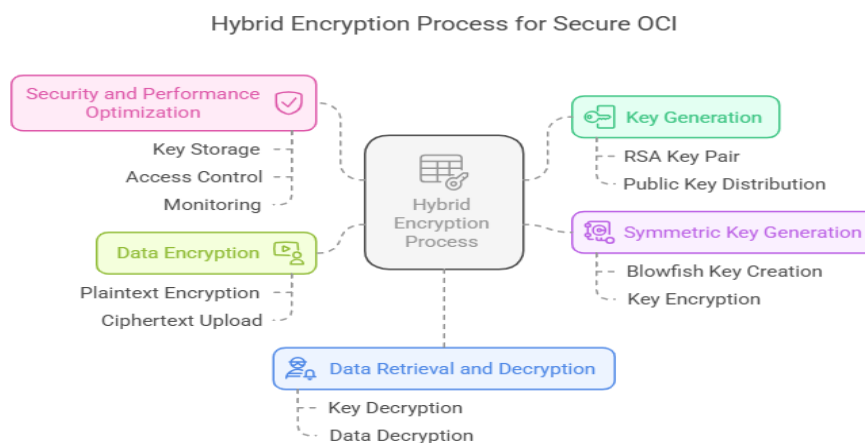 Hybrid Encryption Process for Secure OCI
Security and Performance
Optimization
Key Storage
Access Control
Monitoring
Data Encryption
Plaintext Encryption
Ciphertext Upload
Hybrid
Encryption
Process
Key Generation
RSA Key Pair
Public Key Distribution
Symmetric Key Generation
Blowfish Key Creation
Key Encryption
Data Retrieval and Decryption
Key Decryption
Data Decryption